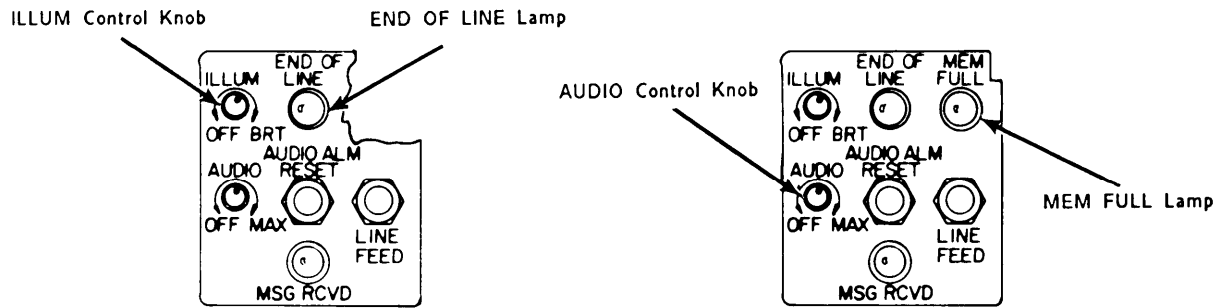 ILLUM Control Knob
END OF LINE Lamp
END OF
ILLUM LINE
OFF BRT
AUDIO ALM
AUDIO RESET
OFF MAX
LINE
FEED
MSG RCVD
AUDIO Control Knob
END OF MEM
ILLUM LINE FULL
OFF BRT
AUDIO ALM
AUDIO RESET
OFF MAX
LINE
FEED
MSG RCVD
MEM FULL Lamp